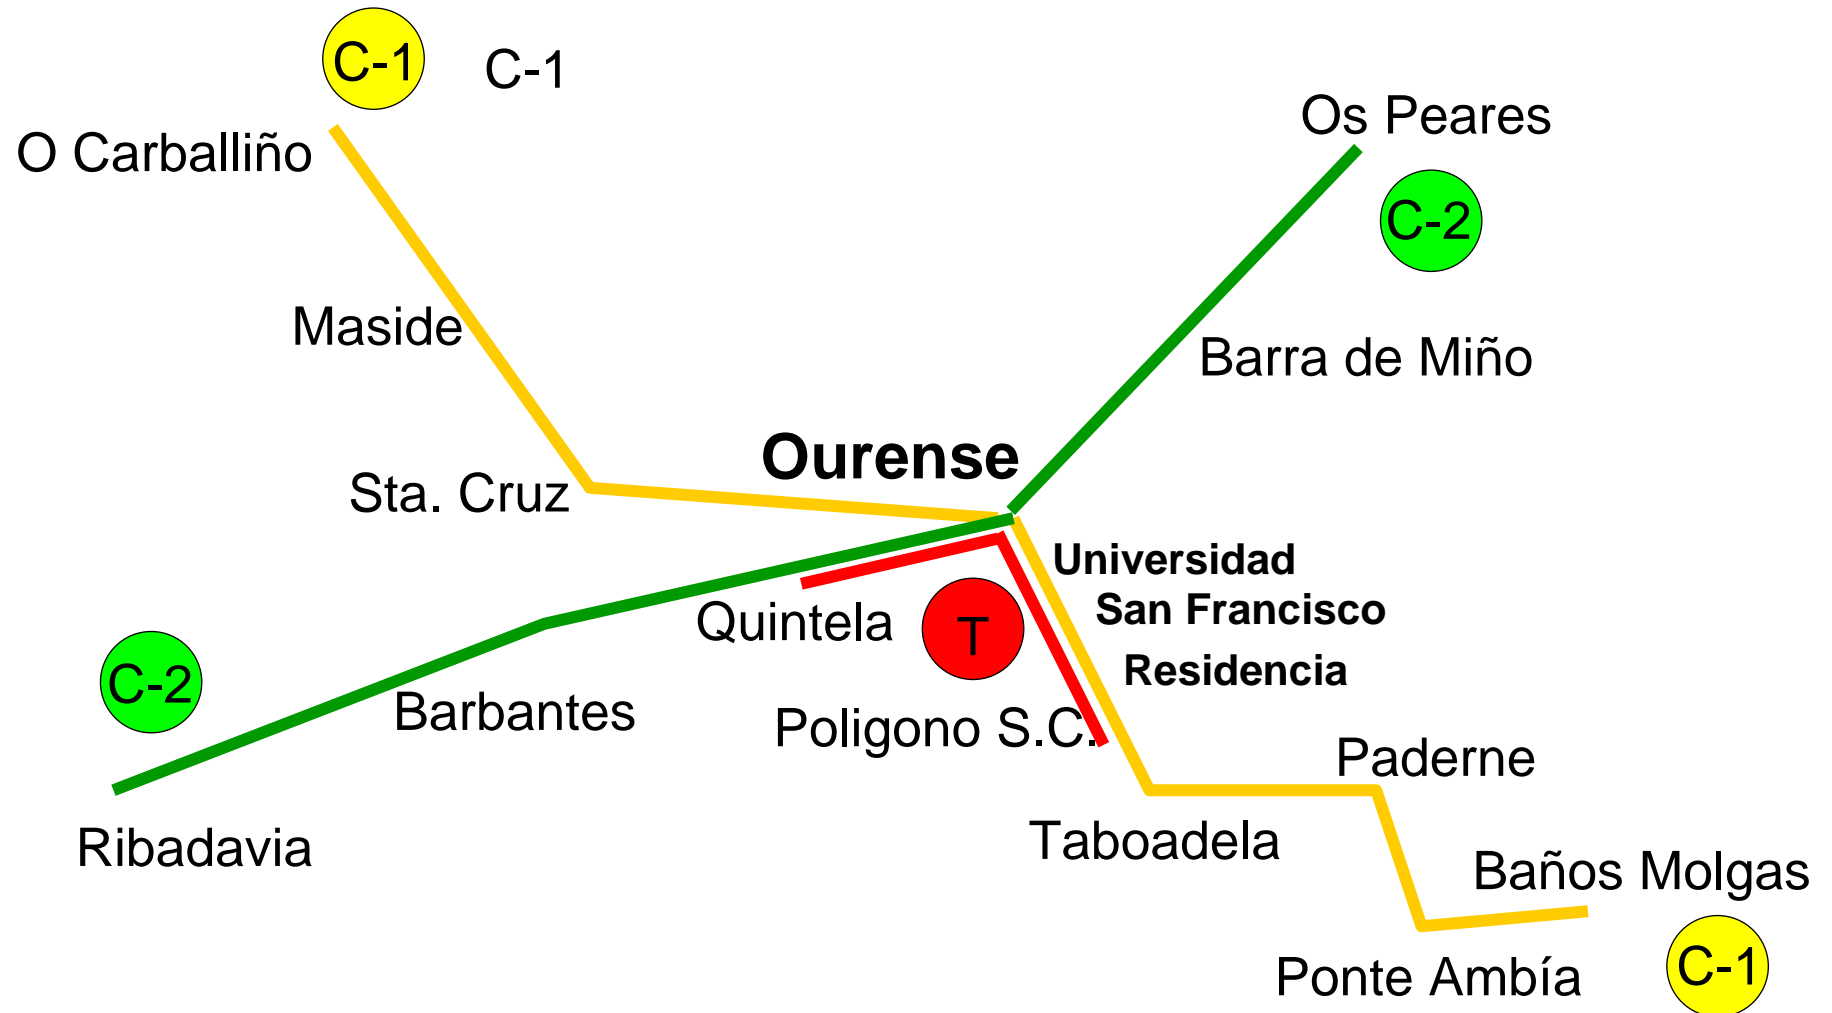 C-1
C-1
O Carballiño
Os Peares
C-2
Maside
Barra de Miño
Ourense
Sta. Cruz
Universidad
San Francisco
Residencia
Quintela
T
C-2
Barbantes
Poligono S.C.
Paderne
Ribadavia
Taboadela
Baños Molgas
Ponte Ambía
C-1